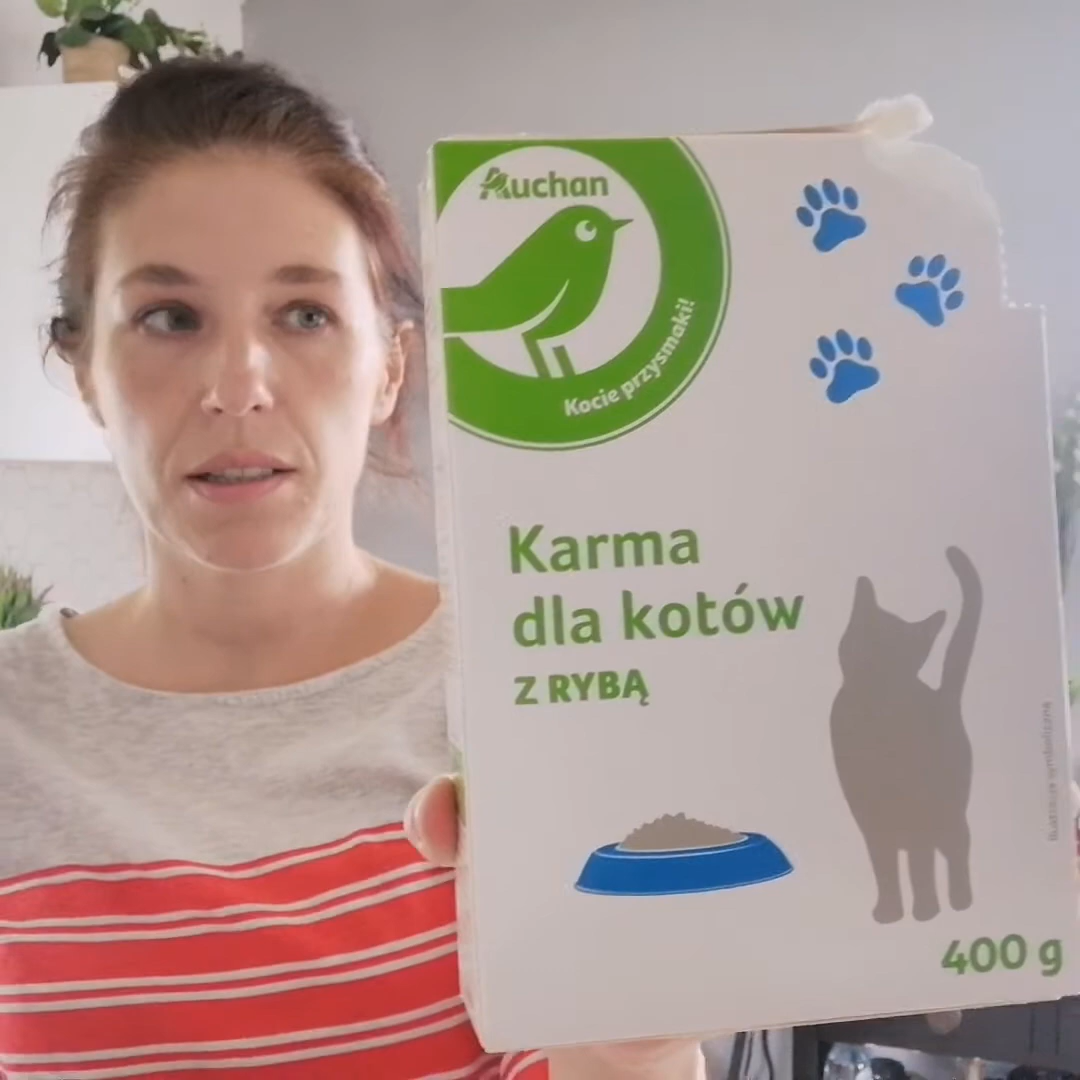 Auchan
Kocie przysmaki!
Karma
dla kotów
Z RYBĄ
400 g